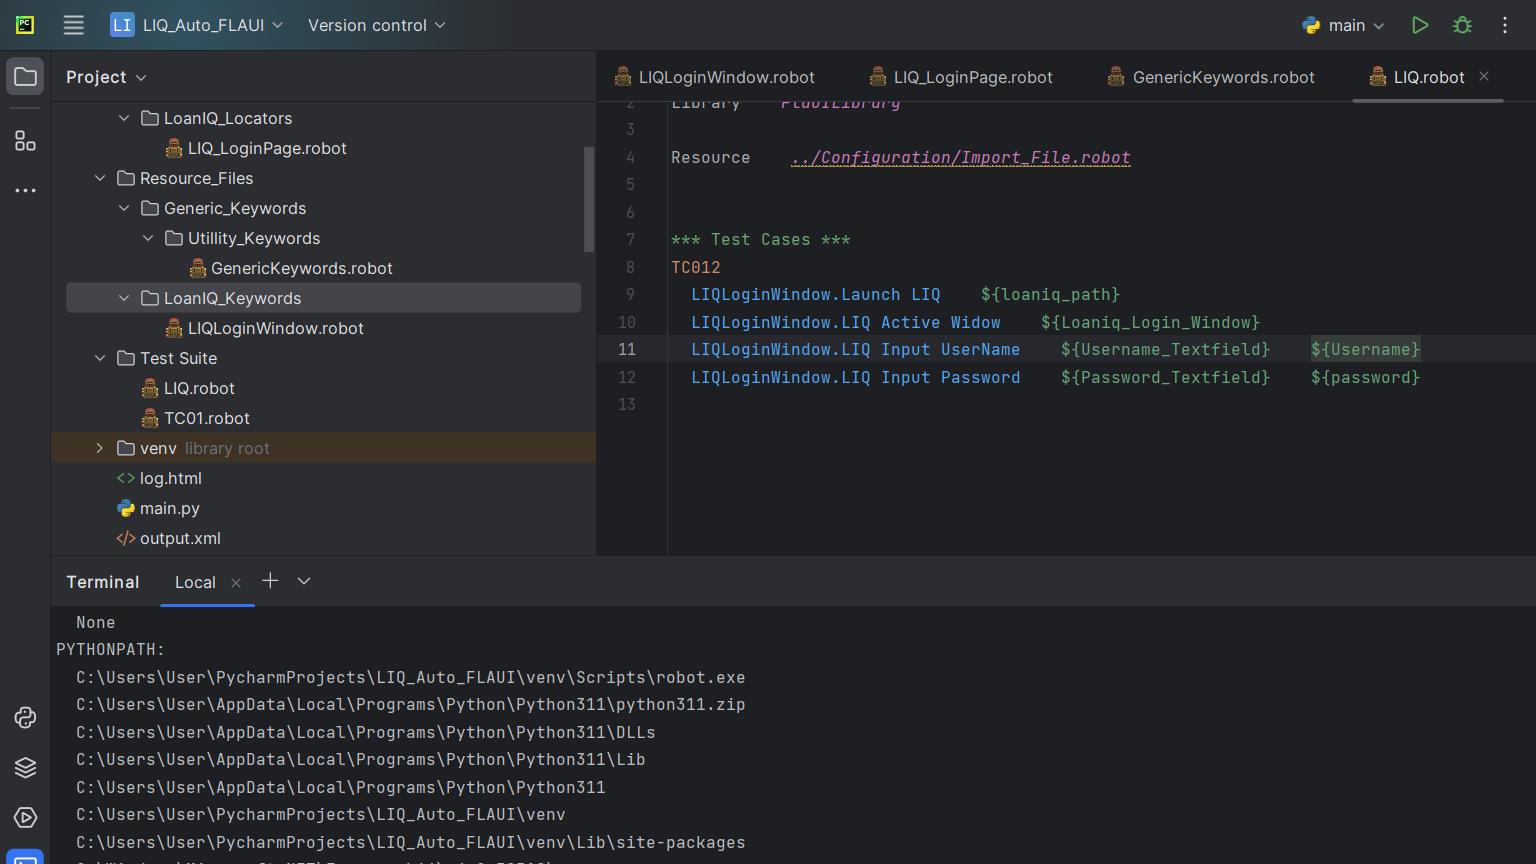 PC
LI LIQ_Auto_FLAUI Version control main
Project
LIQLoginWindow.robot LIQ_LoginPage.robot GenericKeywords.robot LIQ.robot
LoanIQ_Locators
LIQ_LoginPage.robot
Resource_Files
Generic_Keywords
Utillity_Keywords
GenericKeywords.robot
LoanIQ_Keywords
LIQLoginWindow.robot
Test Suite
LIQ.robot
TC01.robot
venv library root
log.html
main.py
output.xml
2 Library FlaUILibrary
3
4 Resource ../Configuration/Import_File.robot
5
6
7 *** Test Cases ***
8 TC012
9 LIQLoginWindow.Launch LIQ ${loaniq_path}
10 LIQLoginWindow.LIQ Active Widow ${Loaniq_Login_Window}
11 LIQLoginWindow.LIQ Input UserName ${Username_Textfield} ${Username}
12 LIQLoginWindow.LIQ Input Password ${Password_Textfield} ${password}
13
Terminal Local
None
PYTHONPATH:
C:\Users\User\PycharmProjects\LIQ_Auto_FLAUI\venv\Scripts\robot.exe
C:\Users\User\AppData\Local\Programs\Python\Python311\python311.zip
C:\Users\User\AppData\Local\Programs\Python\Python311\DLLs
C:\Users\User\AppData\Local\Programs\Python\Python311\Lib
C:\Users\User\AppData\Local\Programs\Python\Python311
C:\Users\User\PycharmProjects\LIQ_Auto_FLAUI\venv
C:\Users\User\PycharmProjects\LIQ_Auto_FLAUI\venv\Lib\site-packages